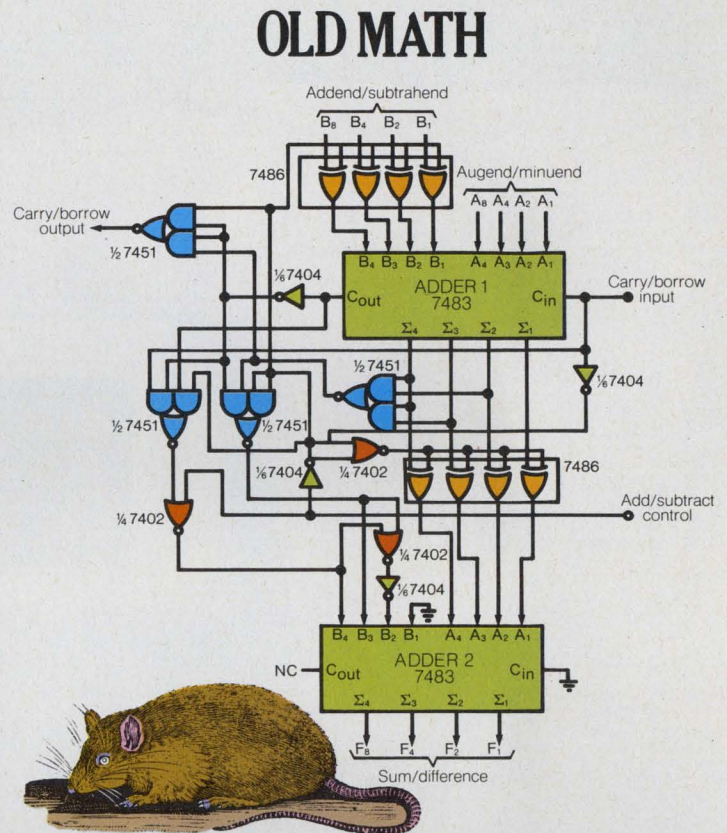 OLD MATH
Addend/subtrahend
B₈ B₄ B₂ B₁
7486
Augend/minuend
A₈ A₄ A₂ A₁
Carry/borrow
output
½ 7451
⅙ 7404
B₄ B₃ B₂ B₁ A₄ A₃ A₂ A₁
ADDER 1
7483
Cout
Cin
Σ₄ Σ₃ Σ₂ Σ₁
Carry/borrow
input
½ 7451
⅙ 7404
½ 7451
½ 7451
⅙ 7404
¼ 7402
7486
¼ 7402
Add/subtract
control
¼ 7402
⅙ 7404
B₄ B₃ B₂ B₁ A₄ A₃ A₂ A₁
NC
ADDER 2
7483
Cout
Cin
Σ₄ Σ₃ Σ₂ Σ₁
F₈ F₄ F₂ F₁
Sum/difference